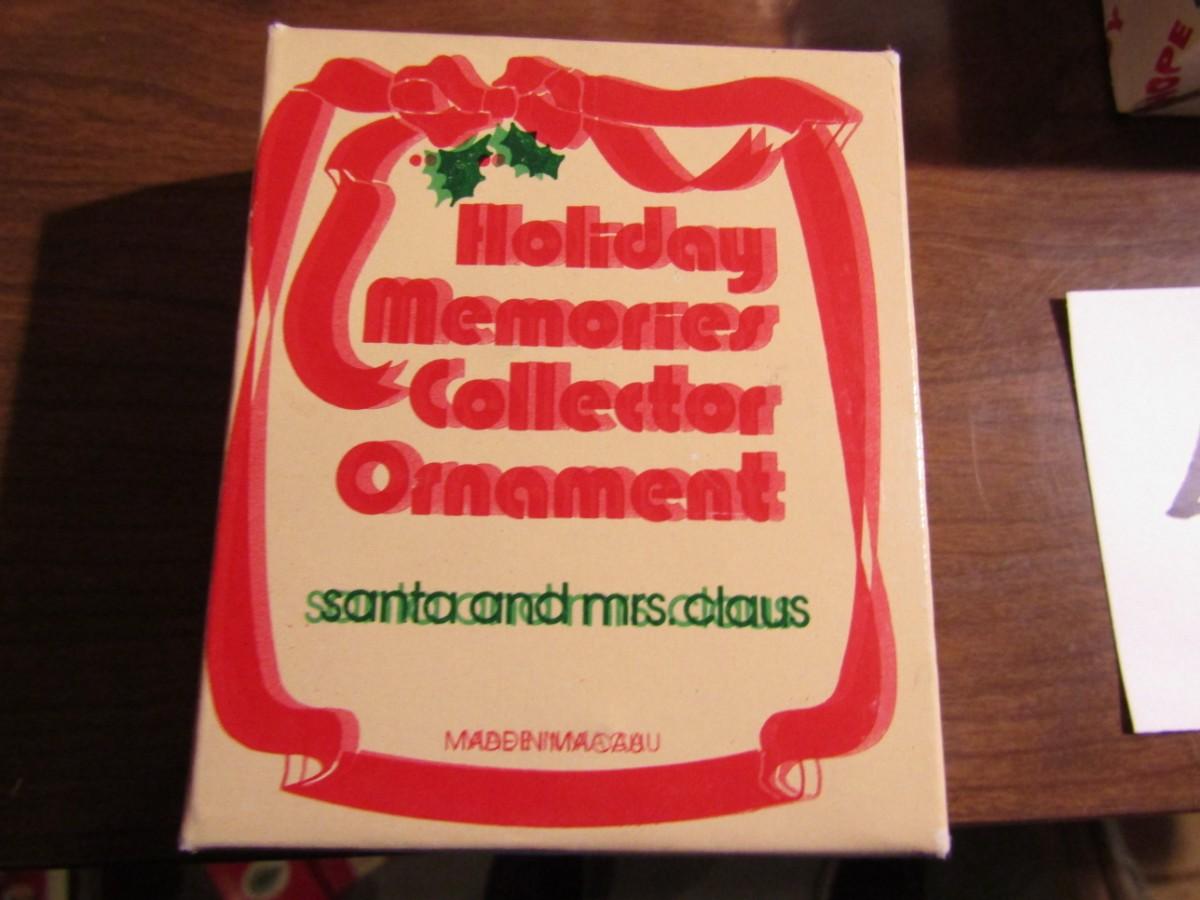 Holiday
Memories
Collector
Ornament
santa and mrs. claus
MADE IN MACAU